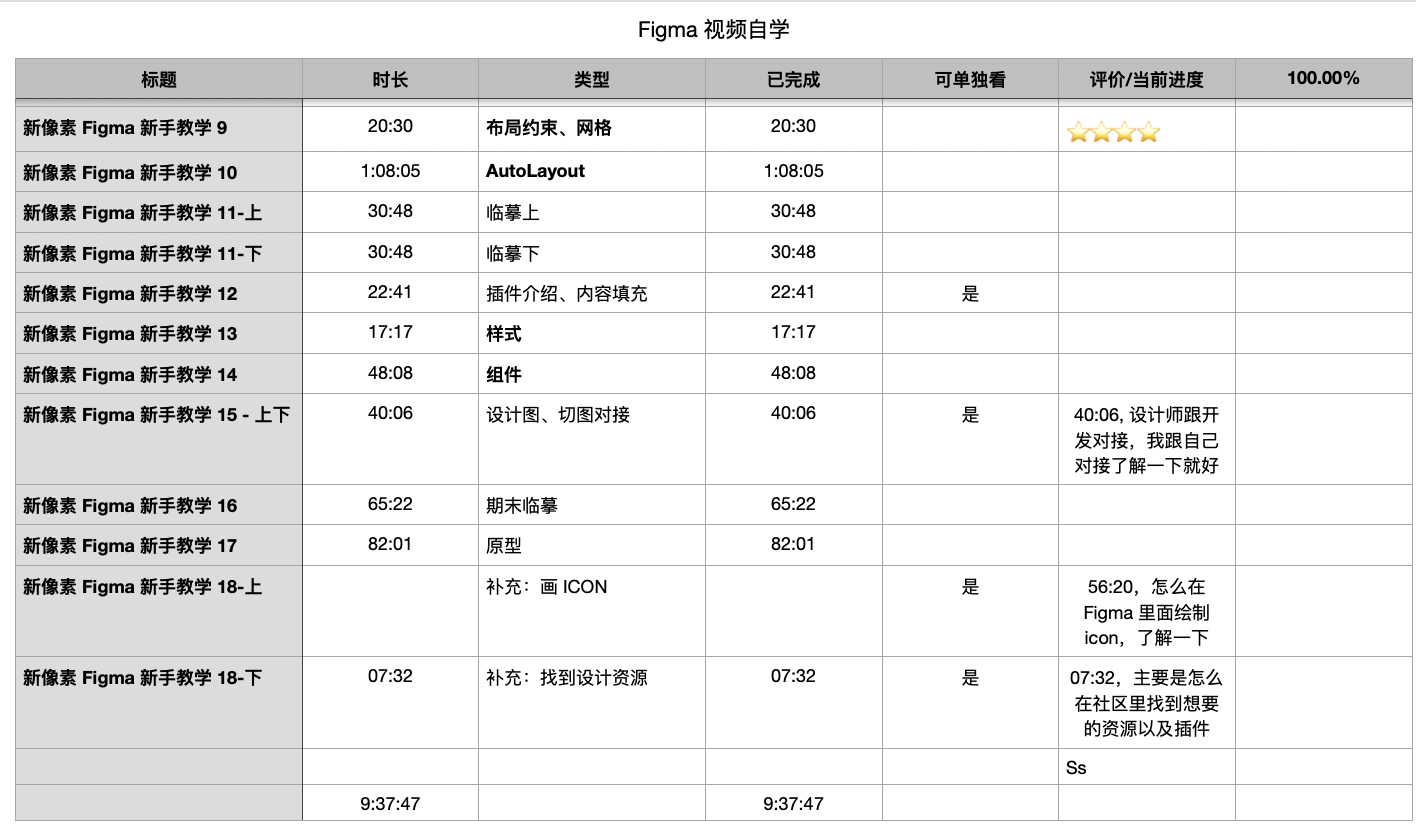 Figma 视频自学
标题 时长 类型 已完成 可单独看 评价/当前进度 100.00%
新像素 Figma 新手教学 9 20:30 布局约束、网格 20:30 ⭐⭐⭐⭐
新像素 Figma 新手教学 10 1:08:05 AutoLayout 1:08:05
新像素 Figma 新手教学 11-上 30:48 临摹上 30:48
新像素 Figma 新手教学 11-下 30:48 临摹下 30:48
新像素 Figma 新手教学 12 22:41 插件介绍、内容填充 22:41 是
新像素 Figma 新手教学 13 17:17 样式 17:17
新像素 Figma 新手教学 14 48:08 组件 48:08
新像素 Figma 新手教学 15 - 上下 40:06 设计图、切图对接 40:06 是 40:06, 设计师跟开
发对接，我跟自己
对接了解一下就好
新像素 Figma 新手教学 16 65:22 期末临摹 65:22
新像素 Figma 新手教学 17 82:01 原型 82:01
新像素 Figma 新手教学 18-上 补充：画 ICON 是 56:20，怎么在
Figma 里面绘制
icon，了解一下
新像素 Figma 新手教学 18-下 07:32 补充：找到设计资源 07:32 是 07:32，主要是怎么
在社区里找到想要
的资源以及插件
Ss
9:37:47 9:37:47